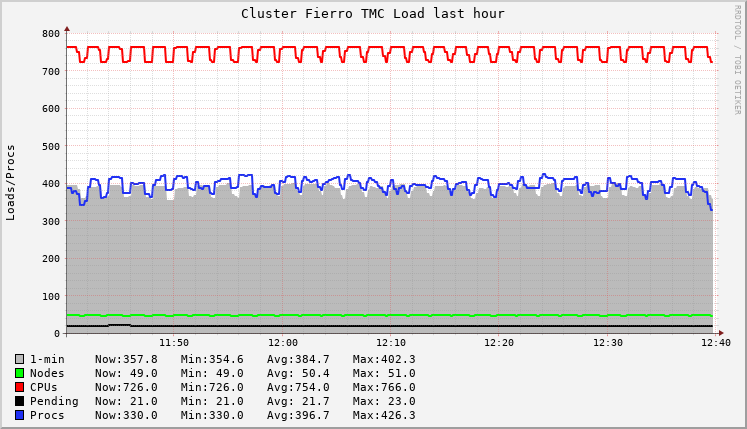 Cluster Fierro TMC Load last hour
RRDTOOL / TOBI OETIKER
Loads/Procs
800
700
600
500
400
300
200
100
0
11:50 12:00 12:10 12:20 12:30 12:40
1-min Now:357.8 Min:354.6 Avg:384.7 Max:402.3
Nodes Now: 49.0 Min: 49.0 Avg: 50.4 Max: 51.0
CPUs Now:726.0 Min:726.0 Avg:754.0 Max:766.0
Pending Now: 21.0 Min: 21.0 Avg: 21.7 Max: 23.0
Procs Now:330.0 Min:330.0 Avg:396.7 Max:426.3